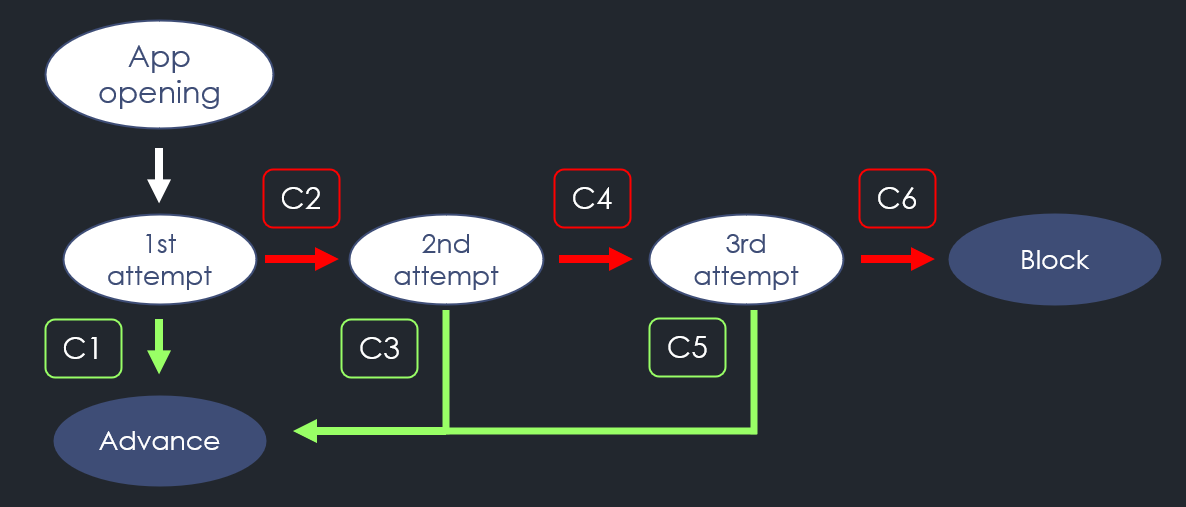 App
opening
C2
C4
C6
1st
attempt
2nd
attempt
3rd
attempt
Block
C1
C3
C5
Advance